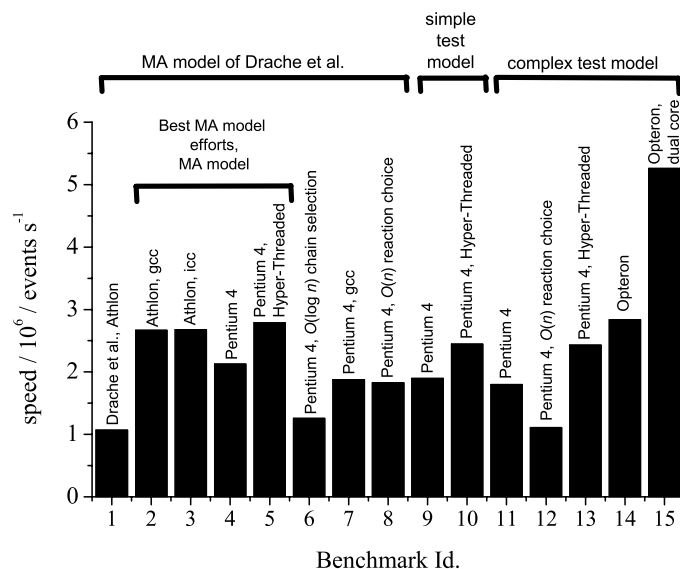 simple
test
model
MA model of Drache et al.
complex test model
Best MA model
efforts,
MA model
speed / 10⁶ / events s⁻¹
6
5
4
3
2
1
0
Drache et al., Athlon
Athlon, gcc
Athlon, icc
Pentium 4
Pentium 4,
Hyper-Threaded
Pentium 4, O(log n) chain selection
Pentium 4, gcc
Pentium 4, O(n) reaction choice
Pentium 4
Pentium 4, Hyper-Threaded
Pentium 4
Pentium 4, O(n) reaction choice
Pentium 4, Hyper-Threaded
Opteron
Opteron,
dual core
1 2 3 4 5 6 7 8 9 10 11 12 13 14 15
Benchmark Id.